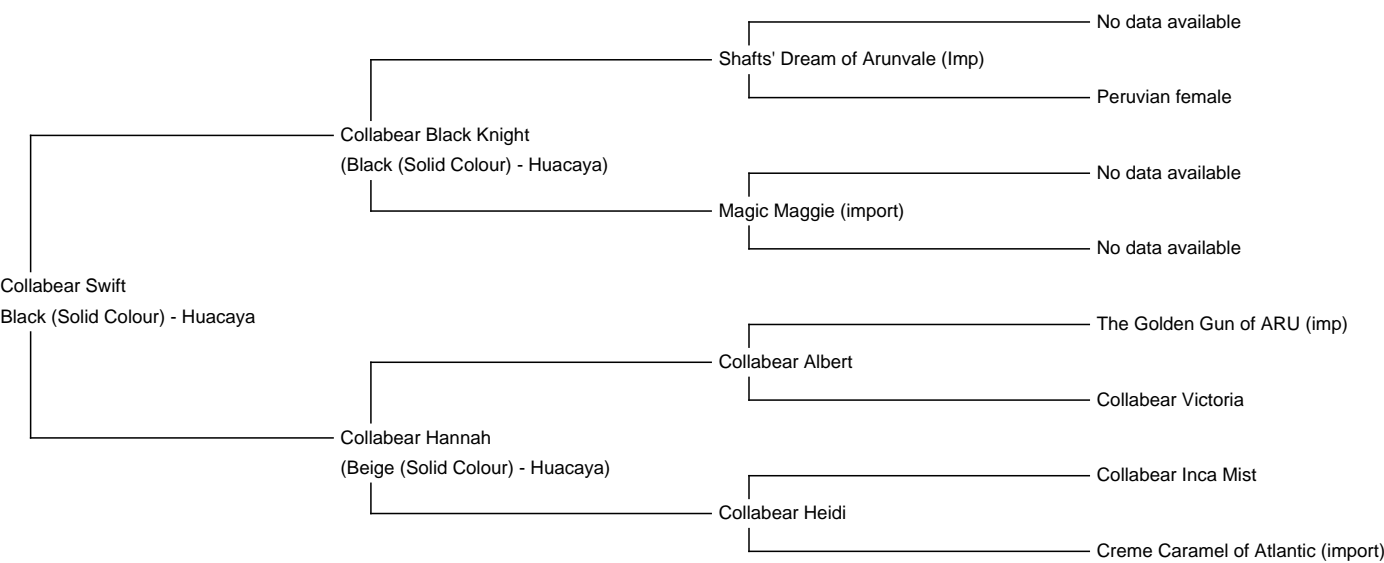 No data available
Shafts' Dream of Arunvale (Imp)
Peruvian female
Collabear Black Knight
(Black (Solid Colour) - Huacaya)
No data available
Magic Maggie (import)
No data available
Collabear Swift
Black (Solid Colour) - Huacaya
The Golden Gun of ARU (imp)
Collabear Albert
Collabear Victoria
Collabear Hannah
(Beige (Solid Colour) - Huacaya)
Collabear Inca Mist
Collabear Heidi
Creme Caramel of Atlantic (import)